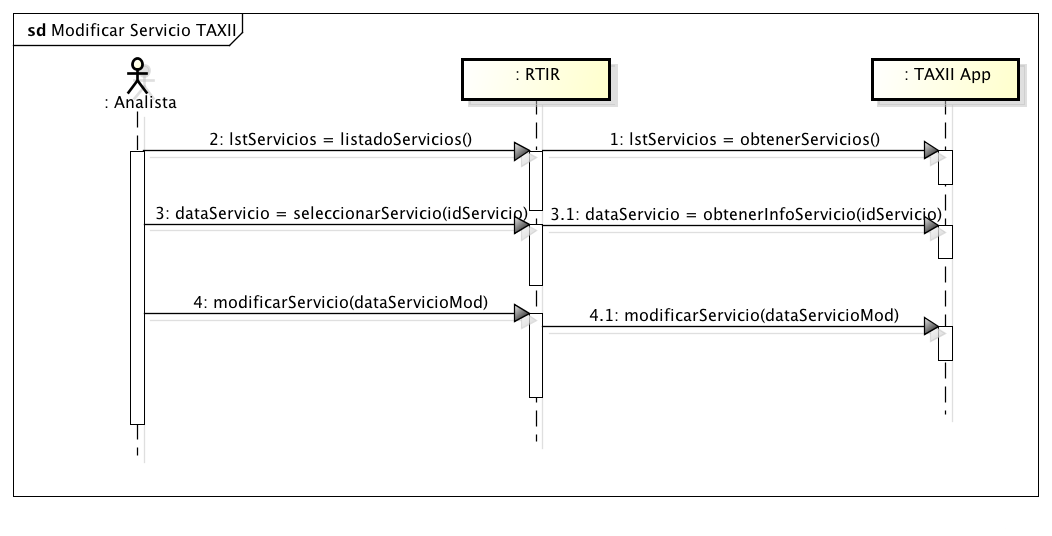 sd Modificar Servicio TAXII
: Analista
: RTIR
: TAXII App
2: lstServicios = listadoServicios()
1: lstServicios = obtenerServicios()
3: dataServicio = seleccionarServicio(idServicio)
3.1: dataServicio = obtenerInfoServicio(idServicio)
4: modificarServicio(dataServicioMod)
4.1: modificarServicio(dataServicioMod)